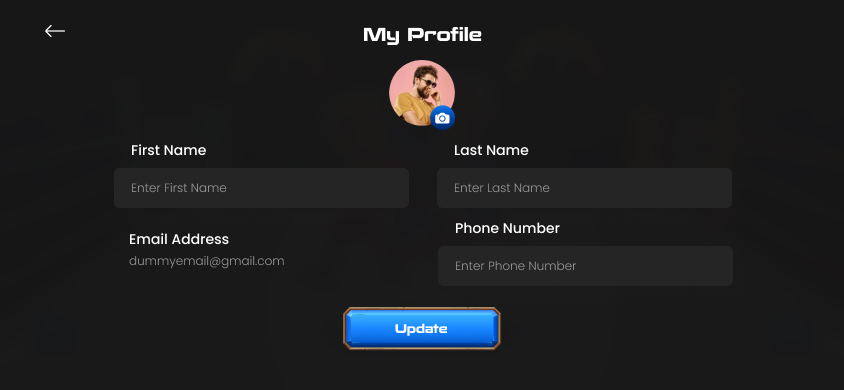 My Profile
First Name
Last Name
Enter First Name
Enter Last Name
Phone Number
Email Address
dummyemail@gmail.com
Enter Phone Number
Update